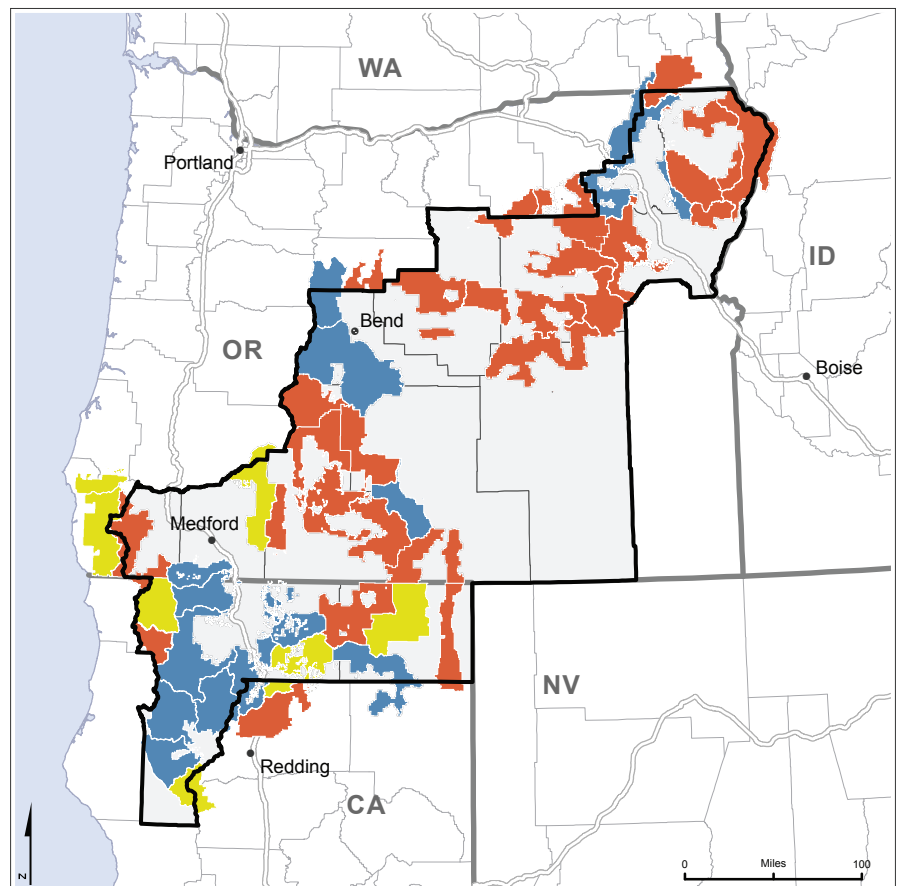 WA
Portland
ID
Bend
OR
Boise
Medford
NV
Redding
CA
N
0 Miles 100